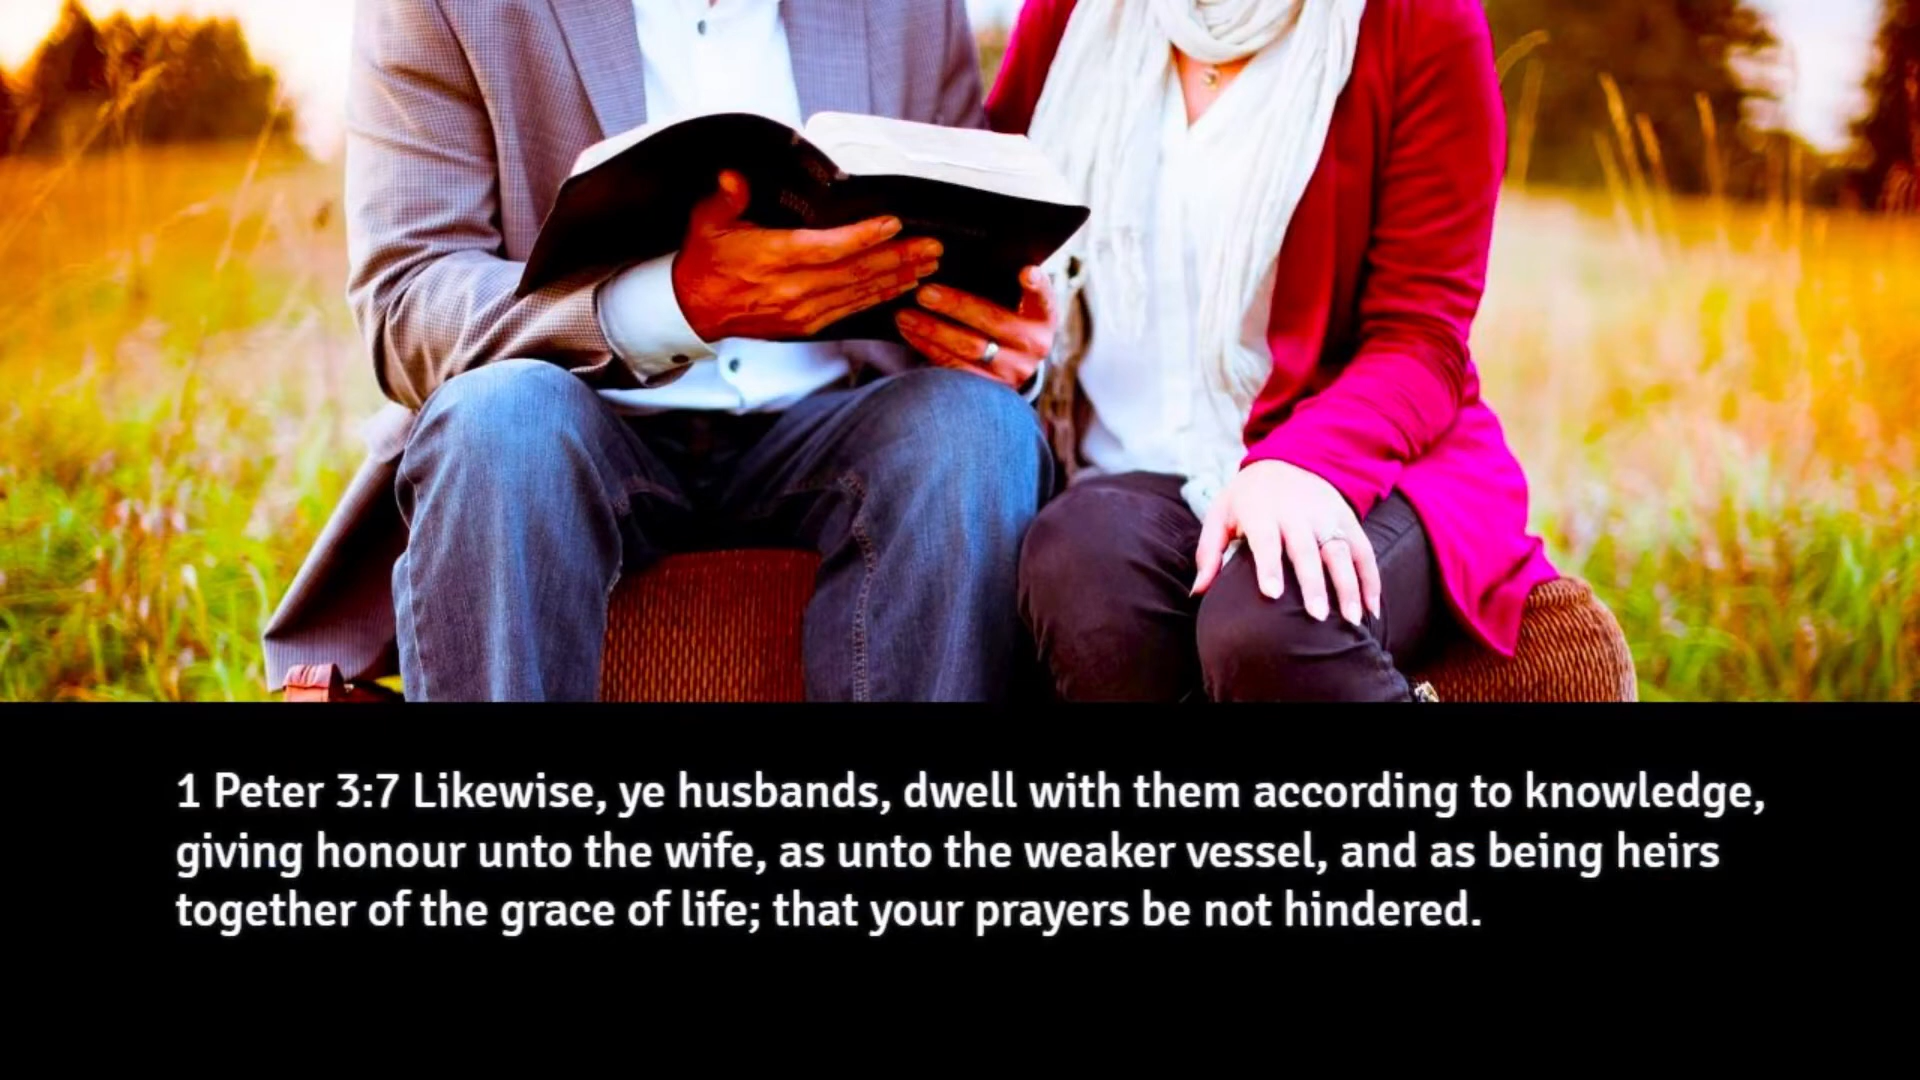 1 Peter 3:7 Likewise, ye husbands, dwell with them according to knowledge,
giving honour unto the wife, as unto the weaker vessel, and as being heirs
together of the grace of life; that your prayers be not hindered.